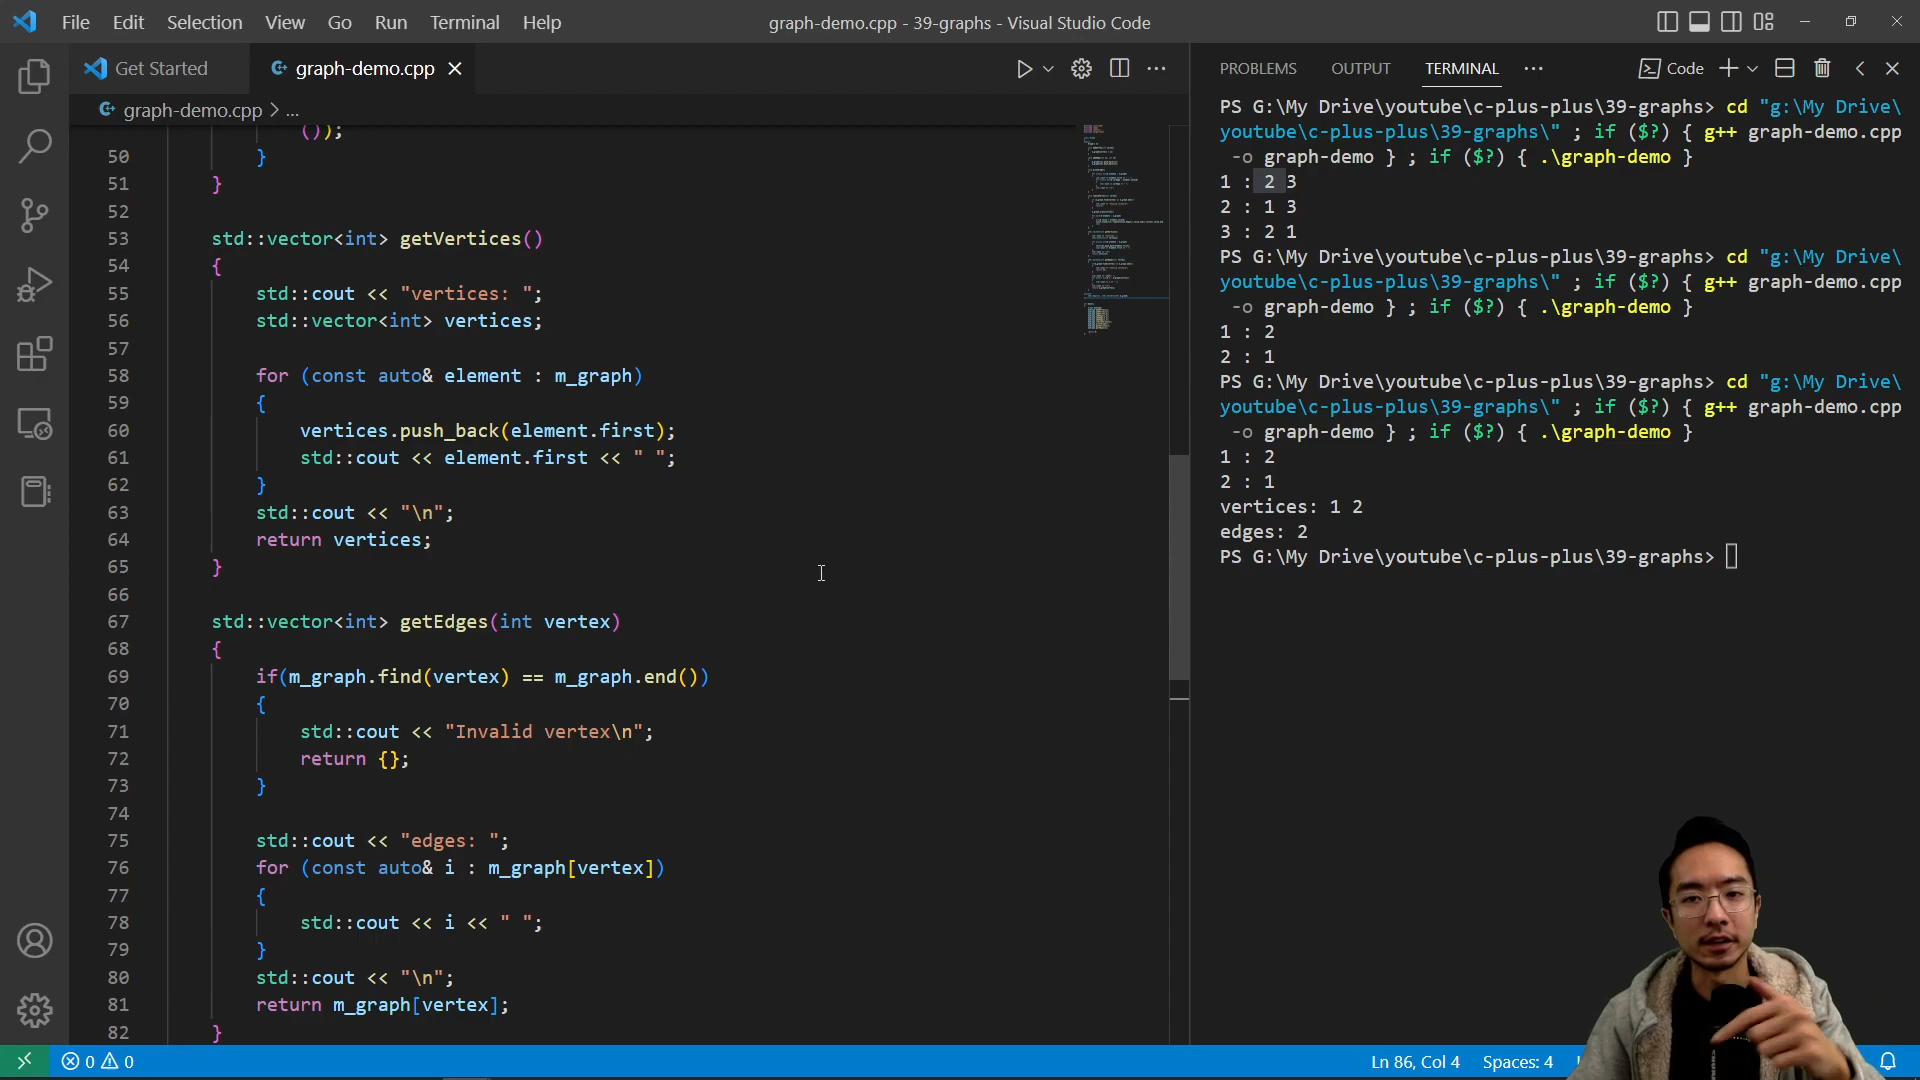 File Edit Selection View Go Run Terminal Help
graph-demo.cpp - 39-graphs - Visual Studio Code
Get Started
graph-demo.cpp
graph-demo.cpp > ...
());
50 }
51 }
52
53 std::vector<int> getVertices()
54 {
55 std::cout << "vertices: ";
56 std::vector<int> vertices;
57
58 for (const auto& element : m_graph)
59 {
60 vertices.push_back(element.first);
61 std::cout << element.first << " ";
62 }
63 std::cout << "\n";
64 return vertices;
65 }
66
67 std::vector<int> getEdges(int vertex)
68 {
69 if(m_graph.find(vertex) == m_graph.end())
70 {
71 std::cout << "Invalid vertex\n";
72 return {};
73 }
74
75 std::cout << "edges: ";
76 for (const auto& i : m_graph[vertex])
77 {
78 std::cout << i << " ";
79 }
80 std::cout << "\n";
81 return m_graph[vertex];
82 }
PROBLEMS OUTPUT TERMINAL ... Code
PS G:\My Drive\youtube\c-plus-plus\39-graphs> cd "g:\My Drive\
youtube\c-plus-plus\39-graphs\" ; if ($?) { g++ graph-demo.cpp
-o graph-demo } ; if ($?) { .\graph-demo }
1 : 2 3
2 : 1 3
3 : 2 1
PS G:\My Drive\youtube\c-plus-plus\39-graphs> cd "g:\My Drive\
youtube\c-plus-plus\39-graphs\" ; if ($?) { g++ graph-demo.cpp
-o graph-demo } ; if ($?) { .\graph-demo }
1 : 2
2 : 1
PS G:\My Drive\youtube\c-plus-plus\39-graphs> cd "g:\My Drive\
youtube\c-plus-plus\39-graphs\" ; if ($?) { g++ graph-demo.cpp
-o graph-demo } ; if ($?) { .\graph-demo }
1 : 2
2 : 1
vertices: 1 2
edges: 2
PS G:\My Drive\youtube\c-plus-plus\39-graphs>
0 0
Ln 86, Col 4 Spaces: 4